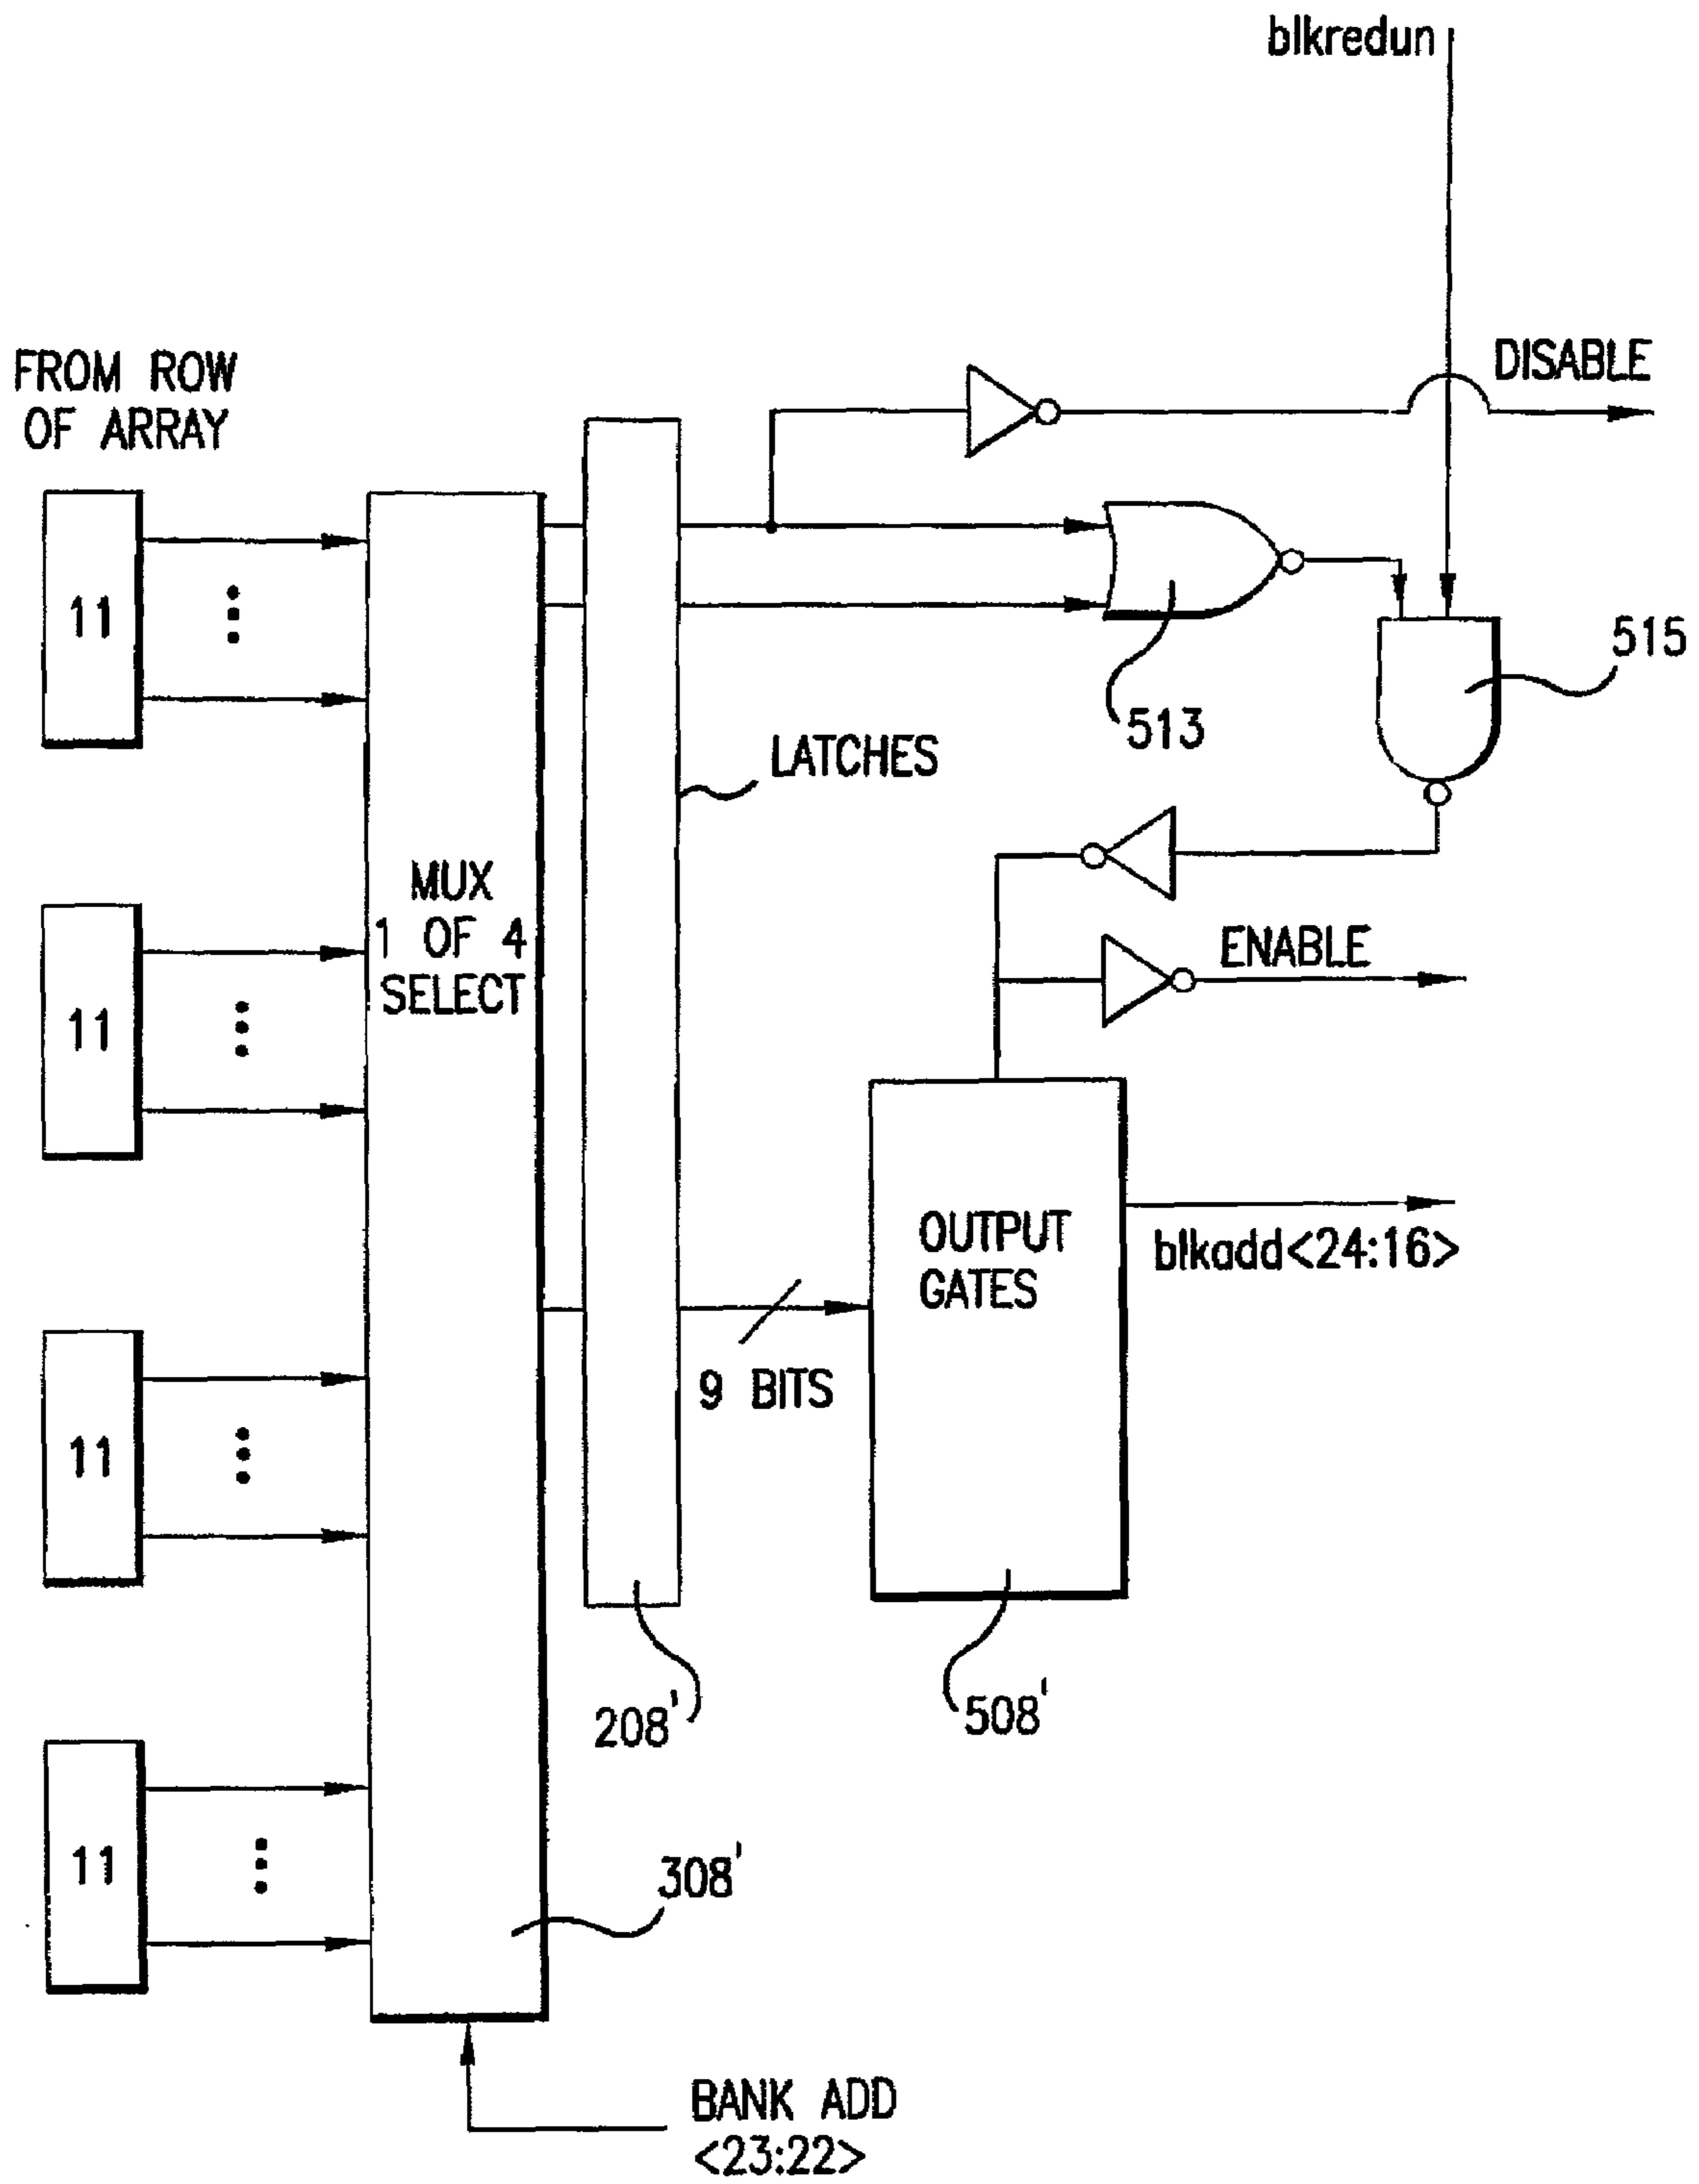 blkredun
DISABLE
FROM ROW
OF ARRAY
11
513
515
LATCHES
MUX
1 OF 4
SELECT
11
ENABLE
OUTPUT
GATES
blkadd<24:16>
9 BITS
11
208'
508'
11
308'
BANK ADD
<23:22>